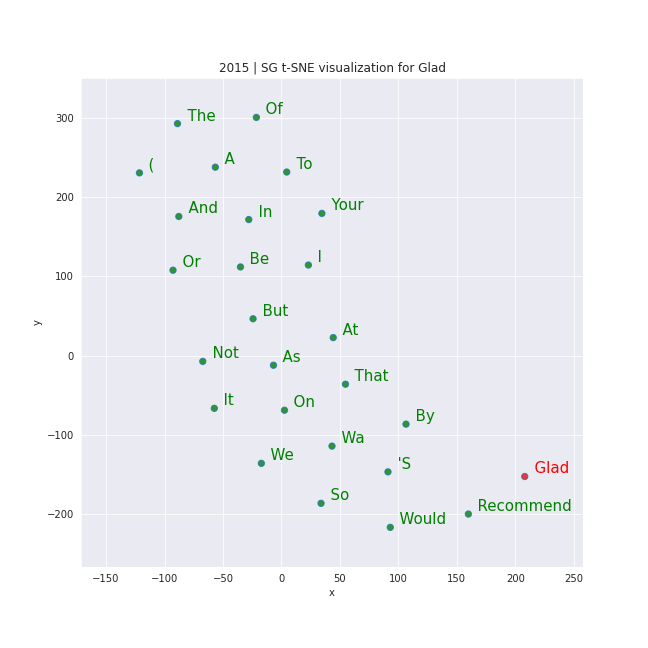 2015 | SG t-SNE visualization for Glad
300
200
100
0
−100
−200
y
The
Of
(
A
To
And
In
Your
Or
Be
I
But
At
Not
As
That
It
On
By
Wa
We
'S
Glad
So
Recommend
Would
−150
−100
−50
0
50
100
150
200
250
x